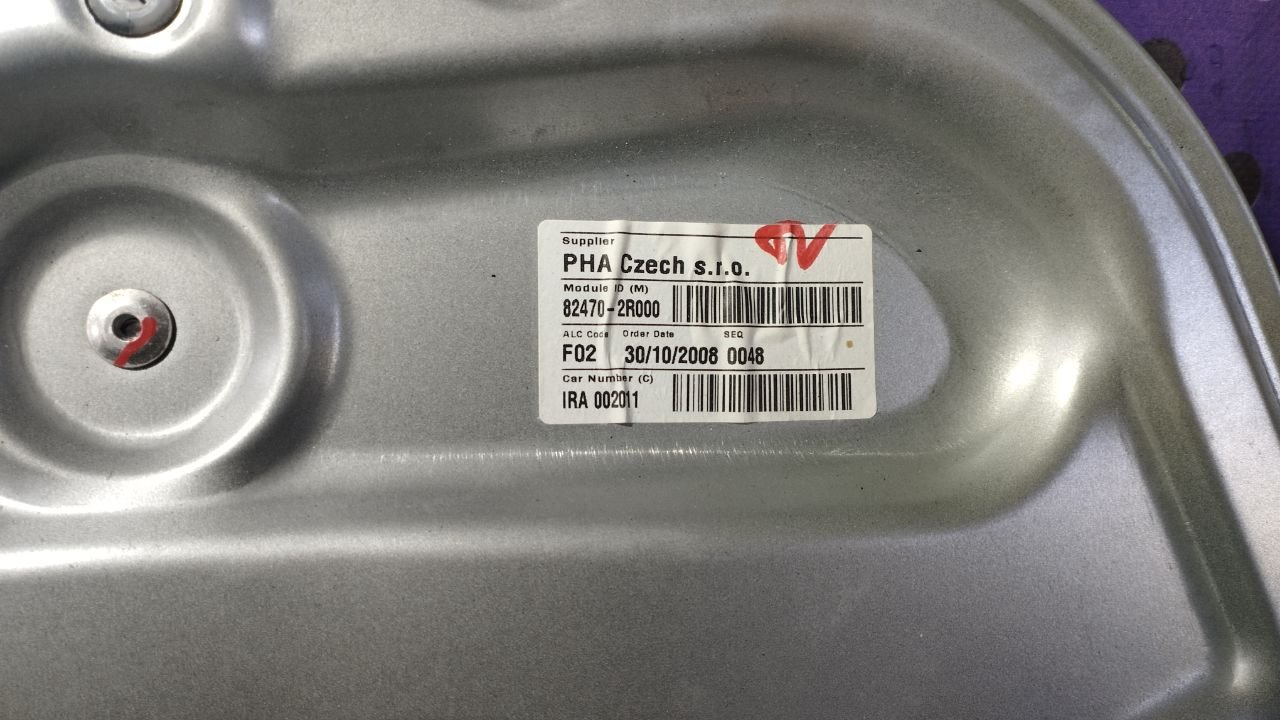 Supplier
PHA Czech s.r.o.
Module ID (M)
82470-2R000
ALC Code Order Date SEQ
F02 30/10/2008 0048
Car Number (C)
IRA 002011